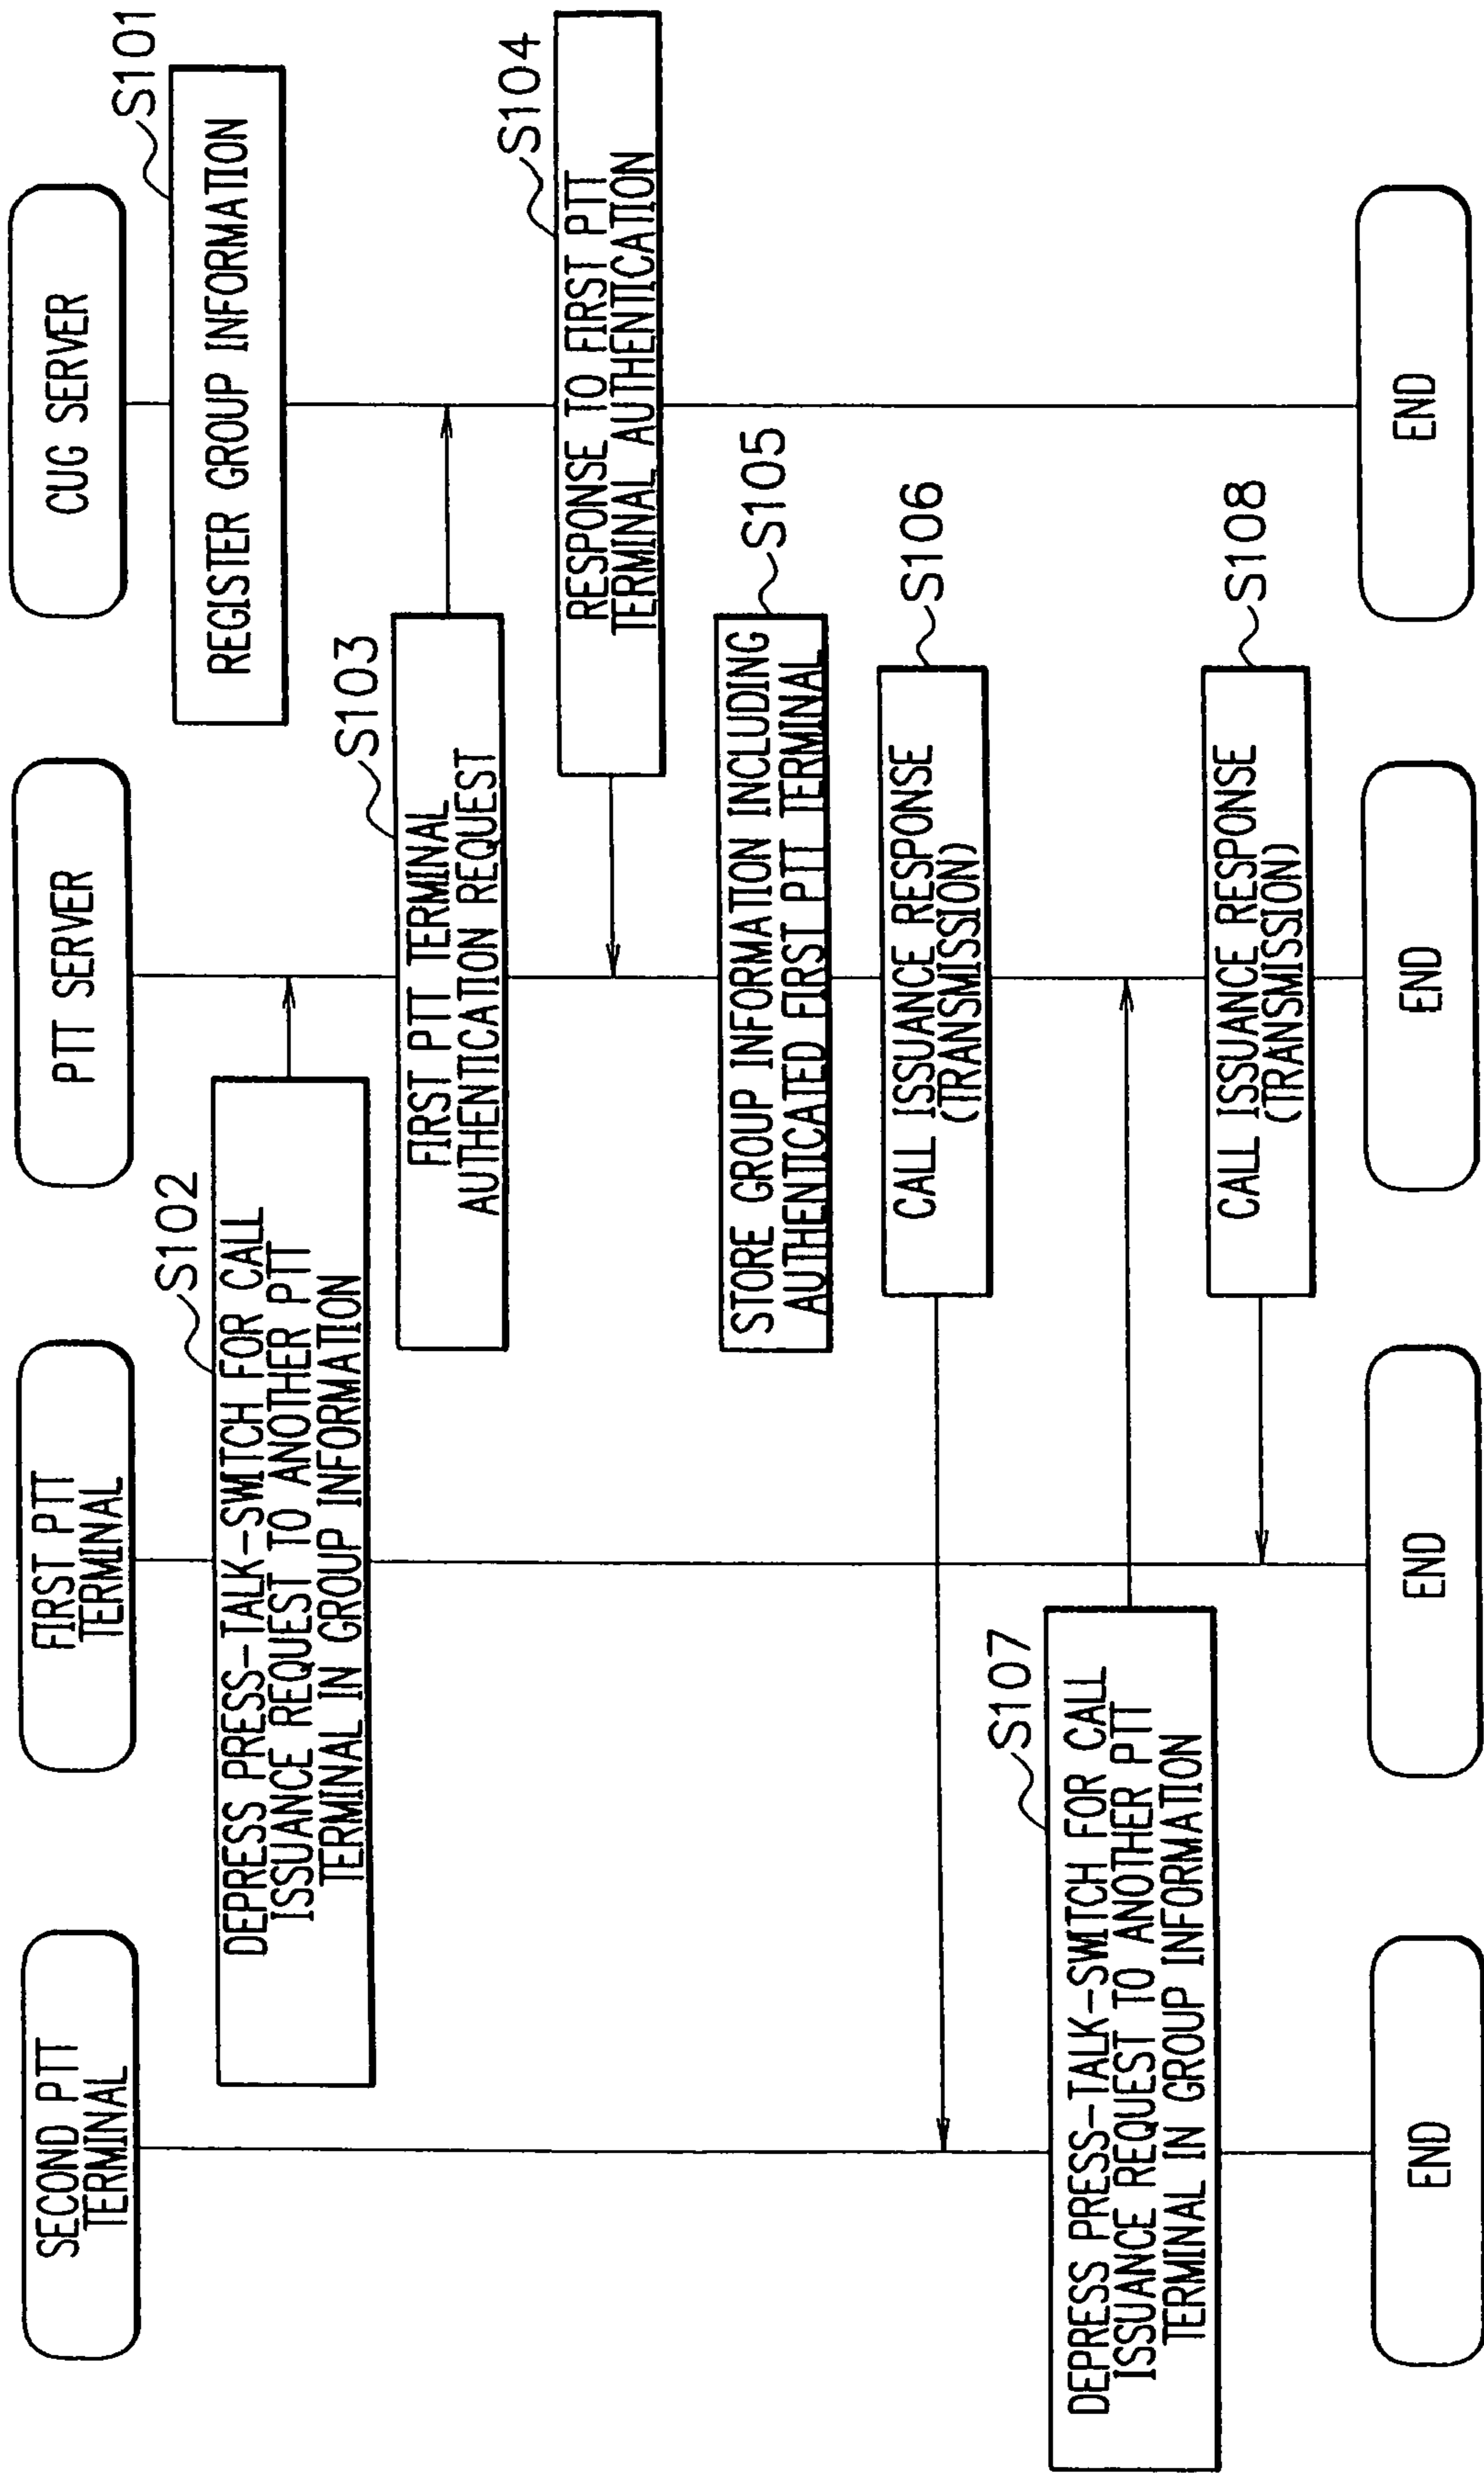 SECOND PTT
TERMINAL
FIRST PTT
TERMINAL
PTT SERVER
CUG SERVER
S101
REGISTER GROUP INFORMATION
S102
DEPRESS PRESS-TALK-SWITCH FOR CALL
ISSUANCE REQUEST TO ANOTHER PTT
TERMINAL IN GROUP INFORMATION
S103
FIRST PTT TERMINAL
AUTHENTICATION REQUEST
S104
RESPONSE TO FIRST PTT
TERMINAL AUTHENTICATION
S105
STORE GROUP INFORMATION INCLUDING
AUTHENTICATED FIRST PTT TERMINAL
S106
CALL ISSUANCE RESPONSE
(TRANSMISSION)
S107
DEPRESS PRESS-TALK-SWITCH FOR CALL
ISSUANCE REQUEST TO ANOTHER PTT
TERMINAL IN GROUP INFORMATION
S108
CALL ISSUANCE RESPONSE
(TRANSMISSION)
END
END
END
END